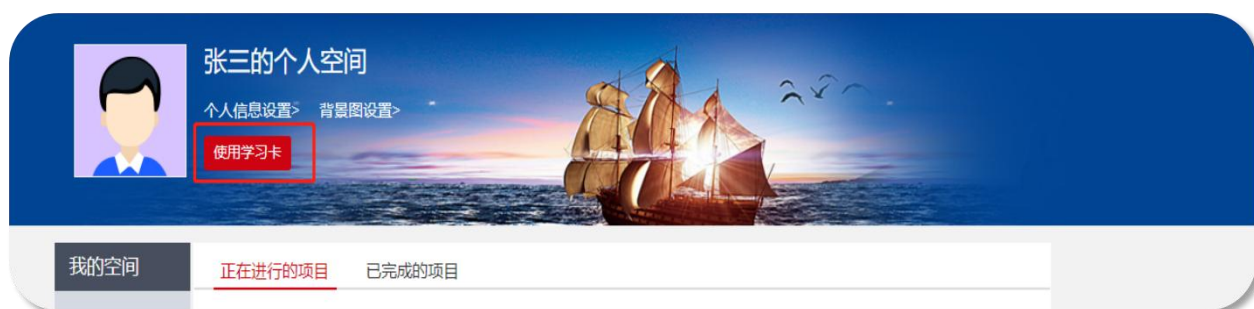 张三的个人空间
个人信息设置> 背景图设置>
使用学习卡
我的空间
正在进行的项目 已完成的项目